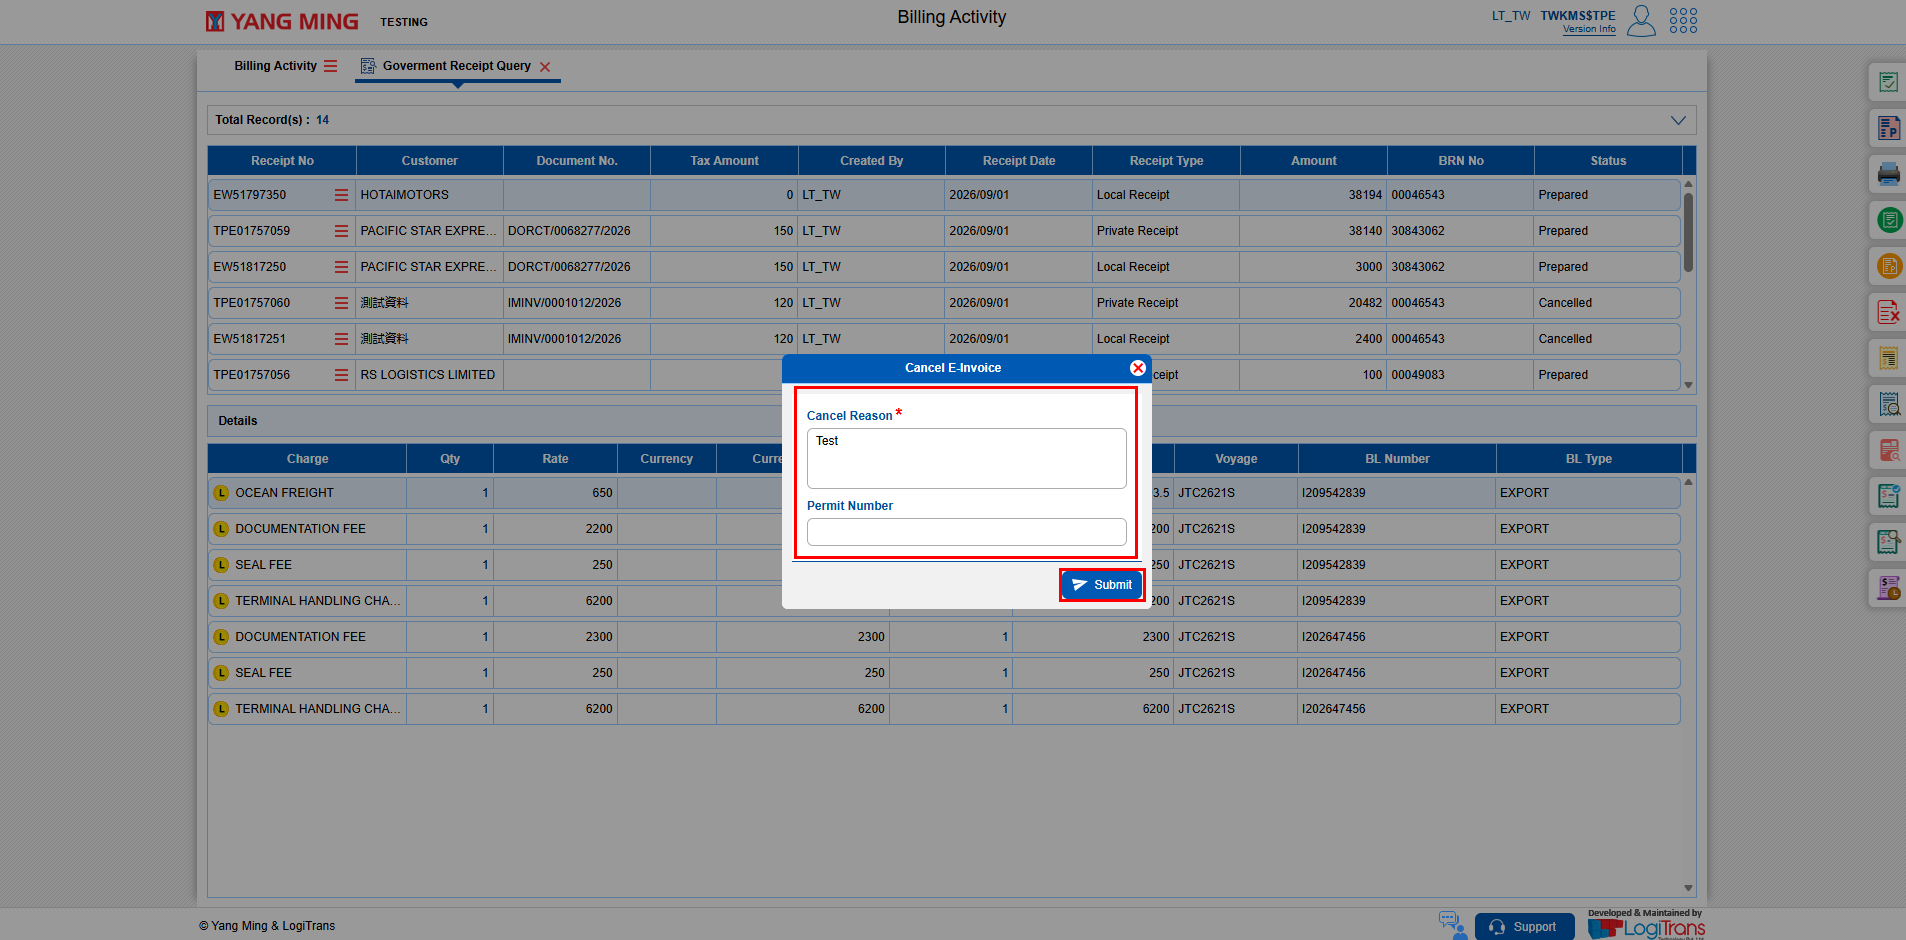 YANG MING TESTING Billing Activity LT_TW TWKMS$TPE
Version Info
Billing Activity Goverment Receipt Query
Total Record(s) : 14
Receipt No Customer Document No. Tax Amount Created By Receipt Date Receipt Type Amount BRN No Status
EW51797350 HOTAIMOTORS 0 LT_TW 2026/09/01 Local Receipt 38194 00046543 Prepared
TPE01757059 PACIFIC STAR EXPRE... DORCT/0068277/2026 150 LT_TW 2026/09/01 Private Receipt 38140 30843062 Prepared
EW51817250 PACIFIC STAR EXPRE... DORCT/0068277/2026 150 LT_TW 2026/09/01 Local Receipt 3000 30843062 Prepared
TPE01757060 測試資料 IMINV/0001012/2026 120 LT_TW 2026/09/01 Private Receipt 20482 00046543 Cancelled
EW51817251 測試資料 IMINV/0001012/2026 120 LT_TW 2026/09/01 Local Receipt 2400 00046543 Cancelled
TPE01757056 RS LOGISTICS LIMITED ceipt 100 00049083 Prepared
Cancel E-Invoice
Cancel Reason *
Test
Permit Number
Submit
Details
Charge Qty Rate Currency Curre Voyage BL Number BL Type
L OCEAN FREIGHT 1 650 3.5 JTC2621S I209542839 EXPORT
L DOCUMENTATION FEE 1 2200 200 JTC2621S I209542839 EXPORT
L SEAL FEE 1 250 250 JTC2621S I209542839 EXPORT
L TERMINAL HANDLING CHA... 1 6200 200 JTC2621S I209542839 EXPORT
L DOCUMENTATION FEE 1 2300 2300 1 2300 JTC2621S I202647456 EXPORT
L SEAL FEE 1 250 250 1 250 JTC2621S I202647456 EXPORT
L TERMINAL HANDLING CHA... 1 6200 6200 1 6200 JTC2621S I202647456 EXPORT
© Yang Ming & LogiTrans
Support
Developed & Maintained by
LogiTrans